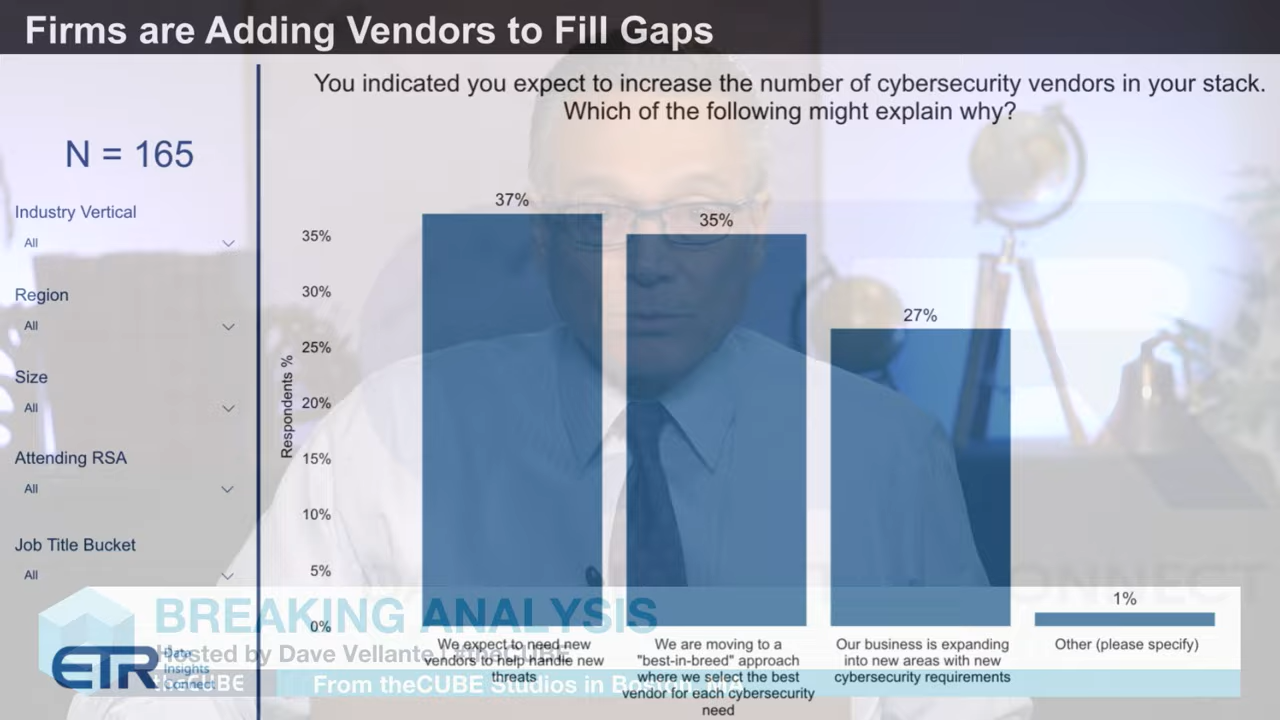 Firms are Adding Vendors to Fill Gaps
You indicated you expect to increase the number of cybersecurity vendors in your stack.
Which of the following might explain why?
N = 165
Industry Vertical
All
Region
All
Size
All
Attending RSA
All
Job Title Bucket
All
Respondents %
35%
30%
25%
20%
15%
10%
5%
0%
37%
35%
27%
1%
We expect to need new
vendors to help handle new
threats
We are moving to a
"best-in-breed" approach
where we select the best
vendor for each cybersecurity
need
Our business is expanding
into new areas with new
cybersecurity requirements
Other (please specify)
BREAKING ANALYSIS
Hosted by Dave Vellante
From theCUBE Studios in Boston, MA
theCUBE
ETR
Data
Insights
Connect
CONNECT